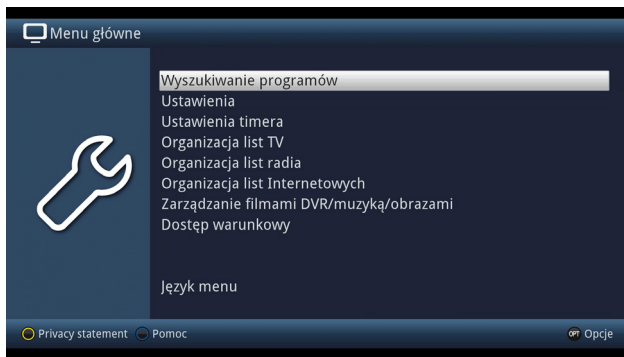 Menu główne
Wyszukiwanie programów
Ustawienia
Ustawienia timera
Organizacja list TV
Organizacja list radia
Organizacja list Internetowych
Zarządzanie filmami DVR/muzyką/obrazami
Dostęp warunkowy
Język menu
Privacy statement Pomoc OPT Opcje